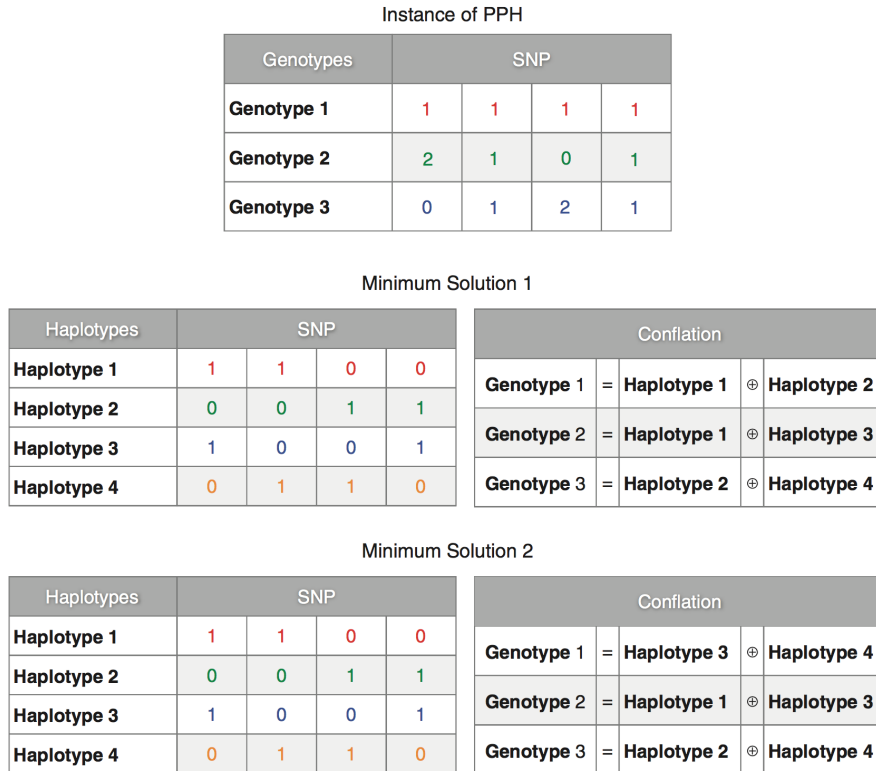 Instance of PPH
Genotypes SNP
Genotype 1 1 1 1 1
Genotype 2 2 1 0 1
Genotype 3 0 1 2 1
Minimum Solution 1
Haplotypes SNP
Haplotype 1 1 1 0 0
Haplotype 2 0 0 1 1
Haplotype 3 1 0 0 1
Haplotype 4 0 1 1 0
Conflation
Genotype 1 = Haplotype 1 ⊕ Haplotype 2
Genotype 2 = Haplotype 1 ⊕ Haplotype 3
Genotype 3 = Haplotype 2 ⊕ Haplotype 4
Minimum Solution 2
Haplotypes SNP
Haplotype 1 1 1 0 0
Haplotype 2 0 0 1 1
Haplotype 3 1 0 0 1
Haplotype 4 0 1 1 0
Conflation
Genotype 1 = Haplotype 3 ⊕ Haplotype 4
Genotype 2 = Haplotype 1 ⊕ Haplotype 3
Genotype 3 = Haplotype 2 ⊕ Haplotype 4